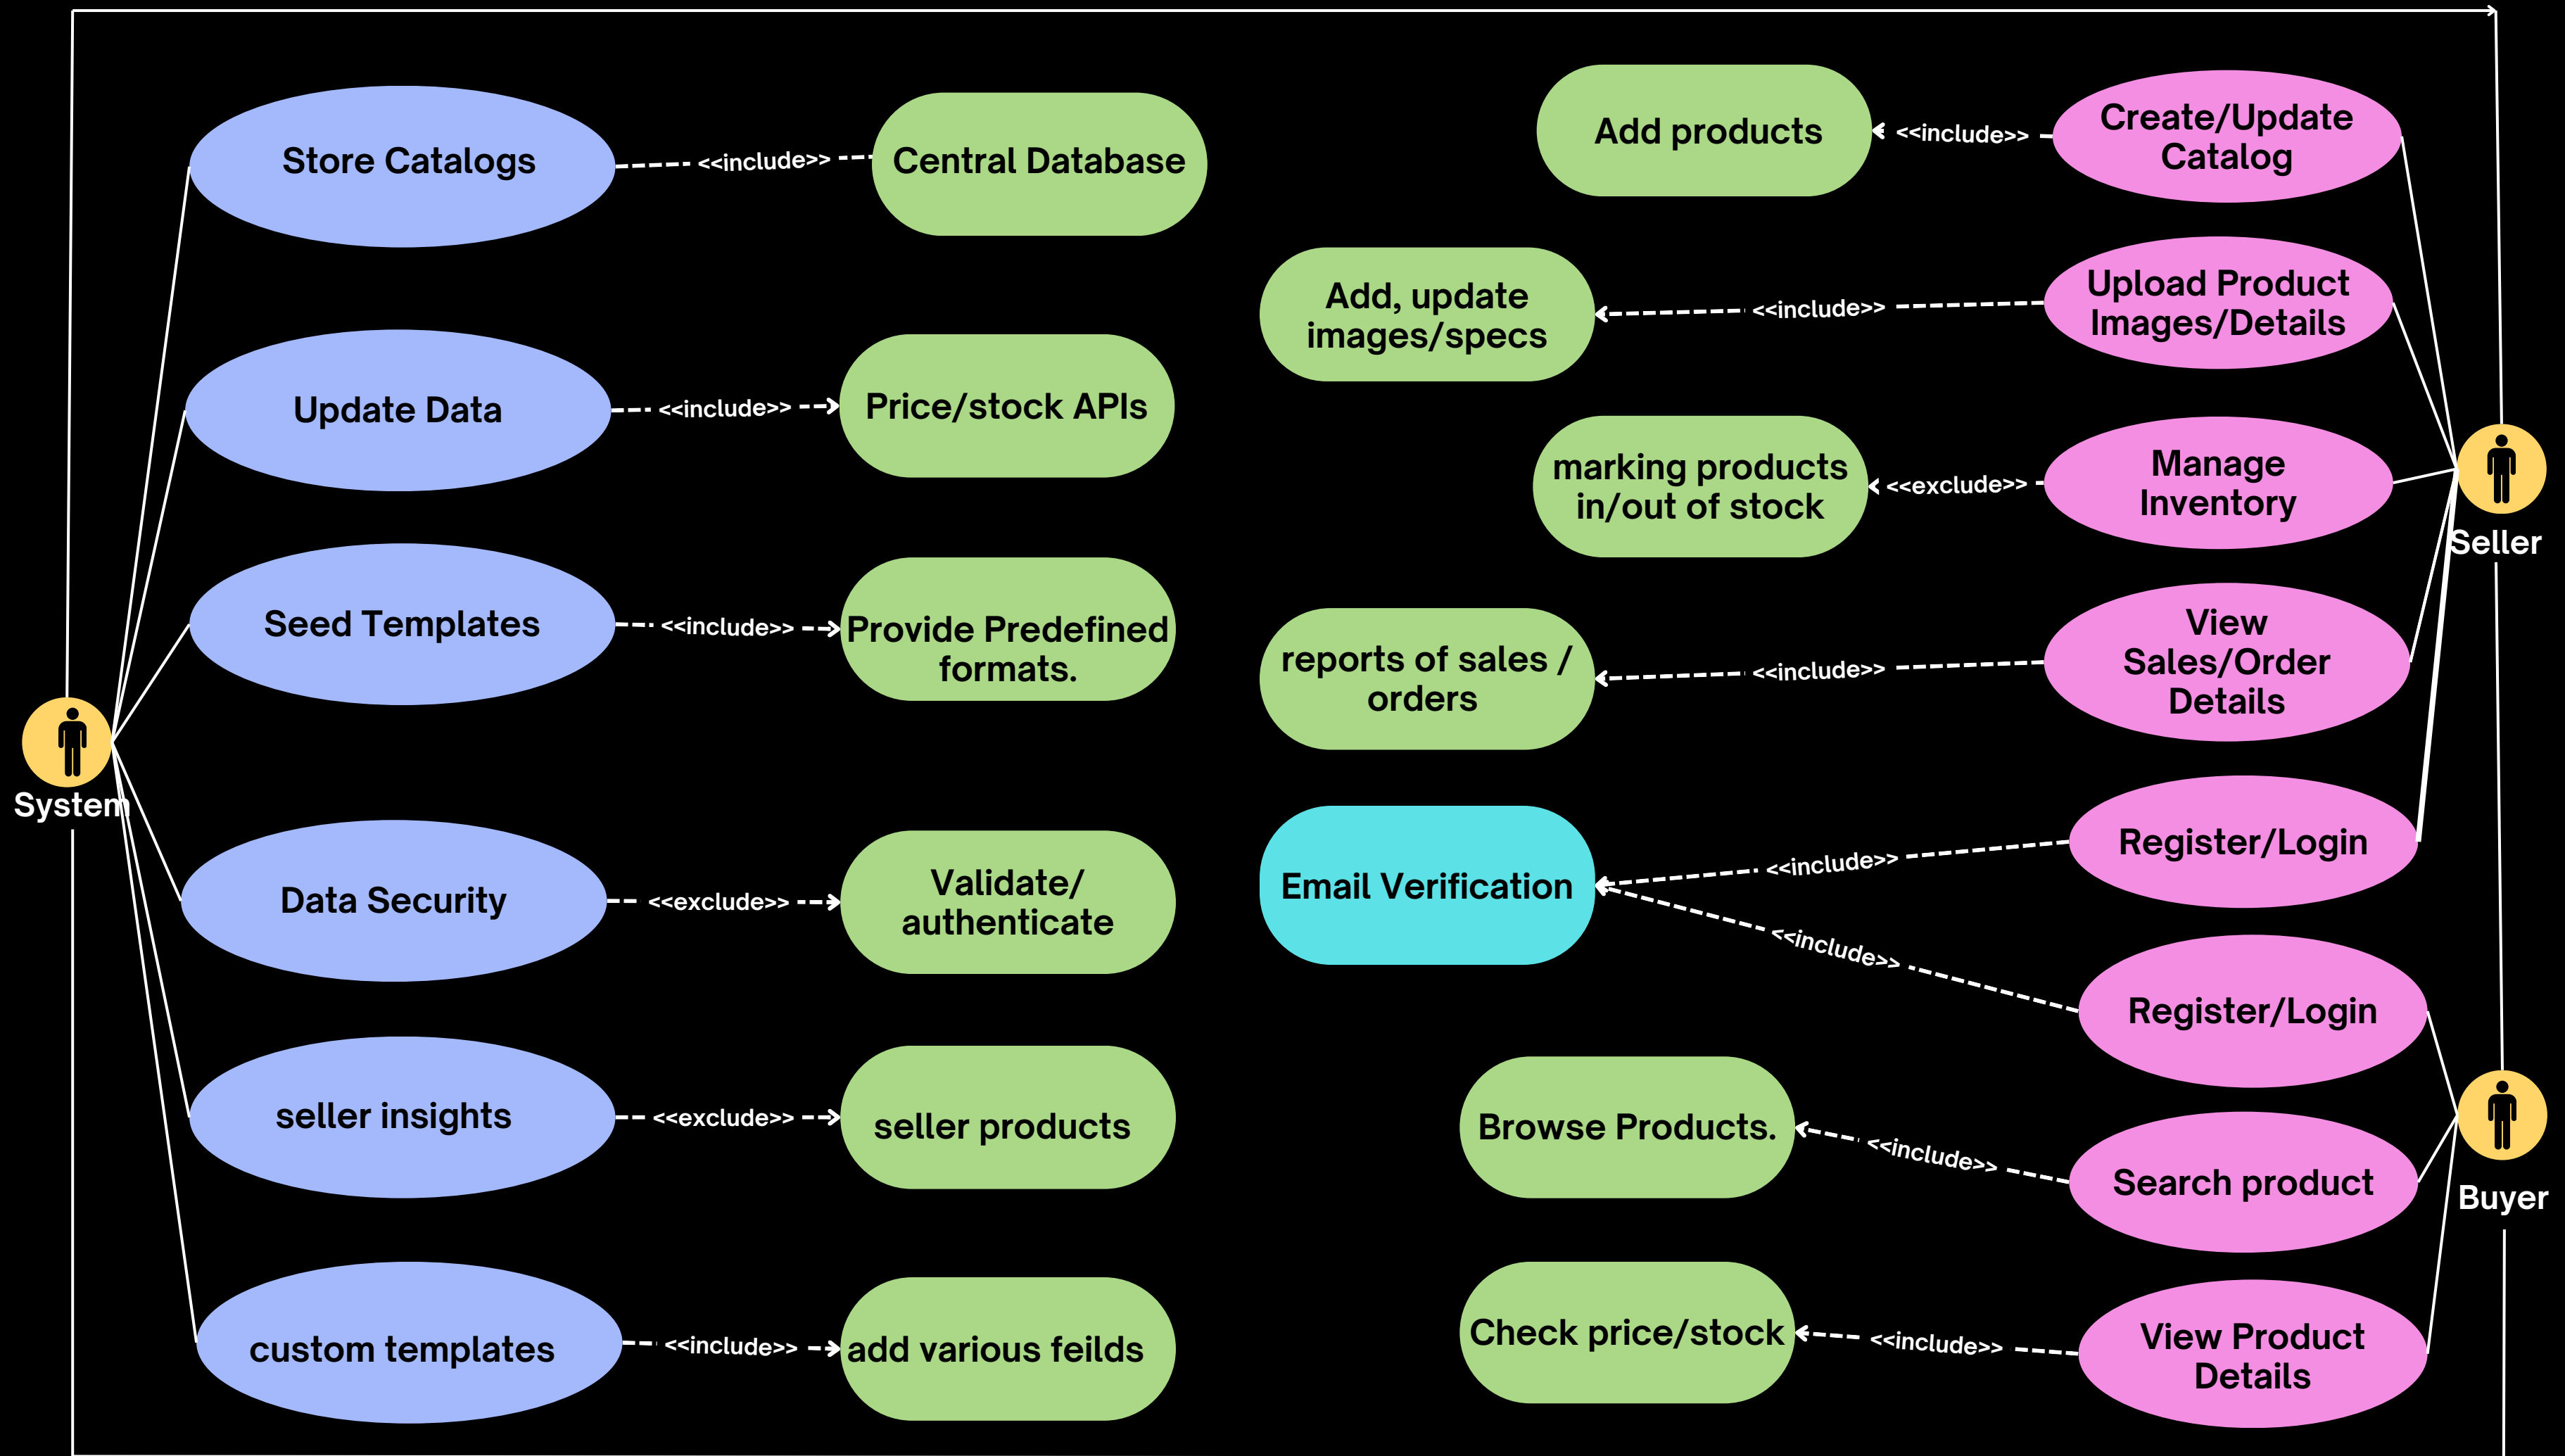 Store Catalogs
<<include>>
Central Database
Update Data
<<include>>
Price/stock APIs
Seed Templates
<<include>>
Provide Predefined
formats.
System
Data Security
<<exclude>>
Validate/
authenticate
seller insights
<<exclude>>
seller products
custom templates
<<include>>
add various feilds
Add products
<<include>>
Create/Update
Catalog
Add, update
images/specs
<<include>>
Upload Product
Images/Details
marking products
in/out of stock
<<exclude>>
Manage
Inventory
Seller
reports of sales /
orders
<<include>>
View
Sales/Order
Details
Email Verification
<<include>>
Register/Login
<<include>>
Register/Login
Browse Products.
<<include>>
Search product
Buyer
Check price/stock
<<include>>
View Product
Details